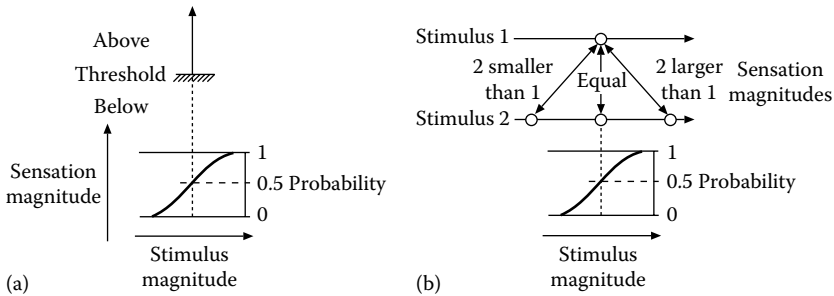 Above
Threshold
Below
Sensation
magnitude
1
0.5 Probability
0
Stimulus
magnitude
(a)
Stimulus 1
2 smaller
than 1
Equal
2 larger
than 1
Sensation
magnitudes
Stimulus 2
1
0.5 Probability
0
Stimulus
magnitude
(b)